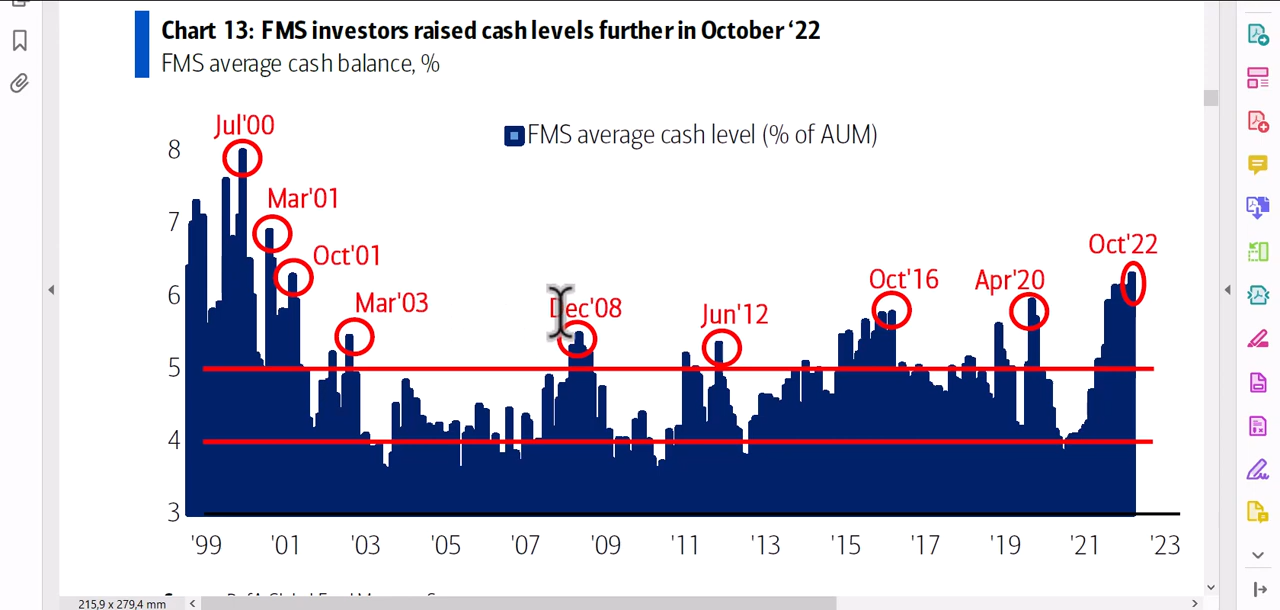 Chart 13: FMS investors raised cash levels further in October ‘22
FMS average cash balance, %
FMS average cash level (% of AUM)
Jul'00
Mar'01
Oct'01
Mar'03
Dec'08
Jun'12
Oct'16
Apr'20
Oct'22
8
7
6
5
4
3
'99 '01 '03 '05 '07 '09 '11 '13 '15 '17 '19 '21 '23
215,9 x 279,4 mm